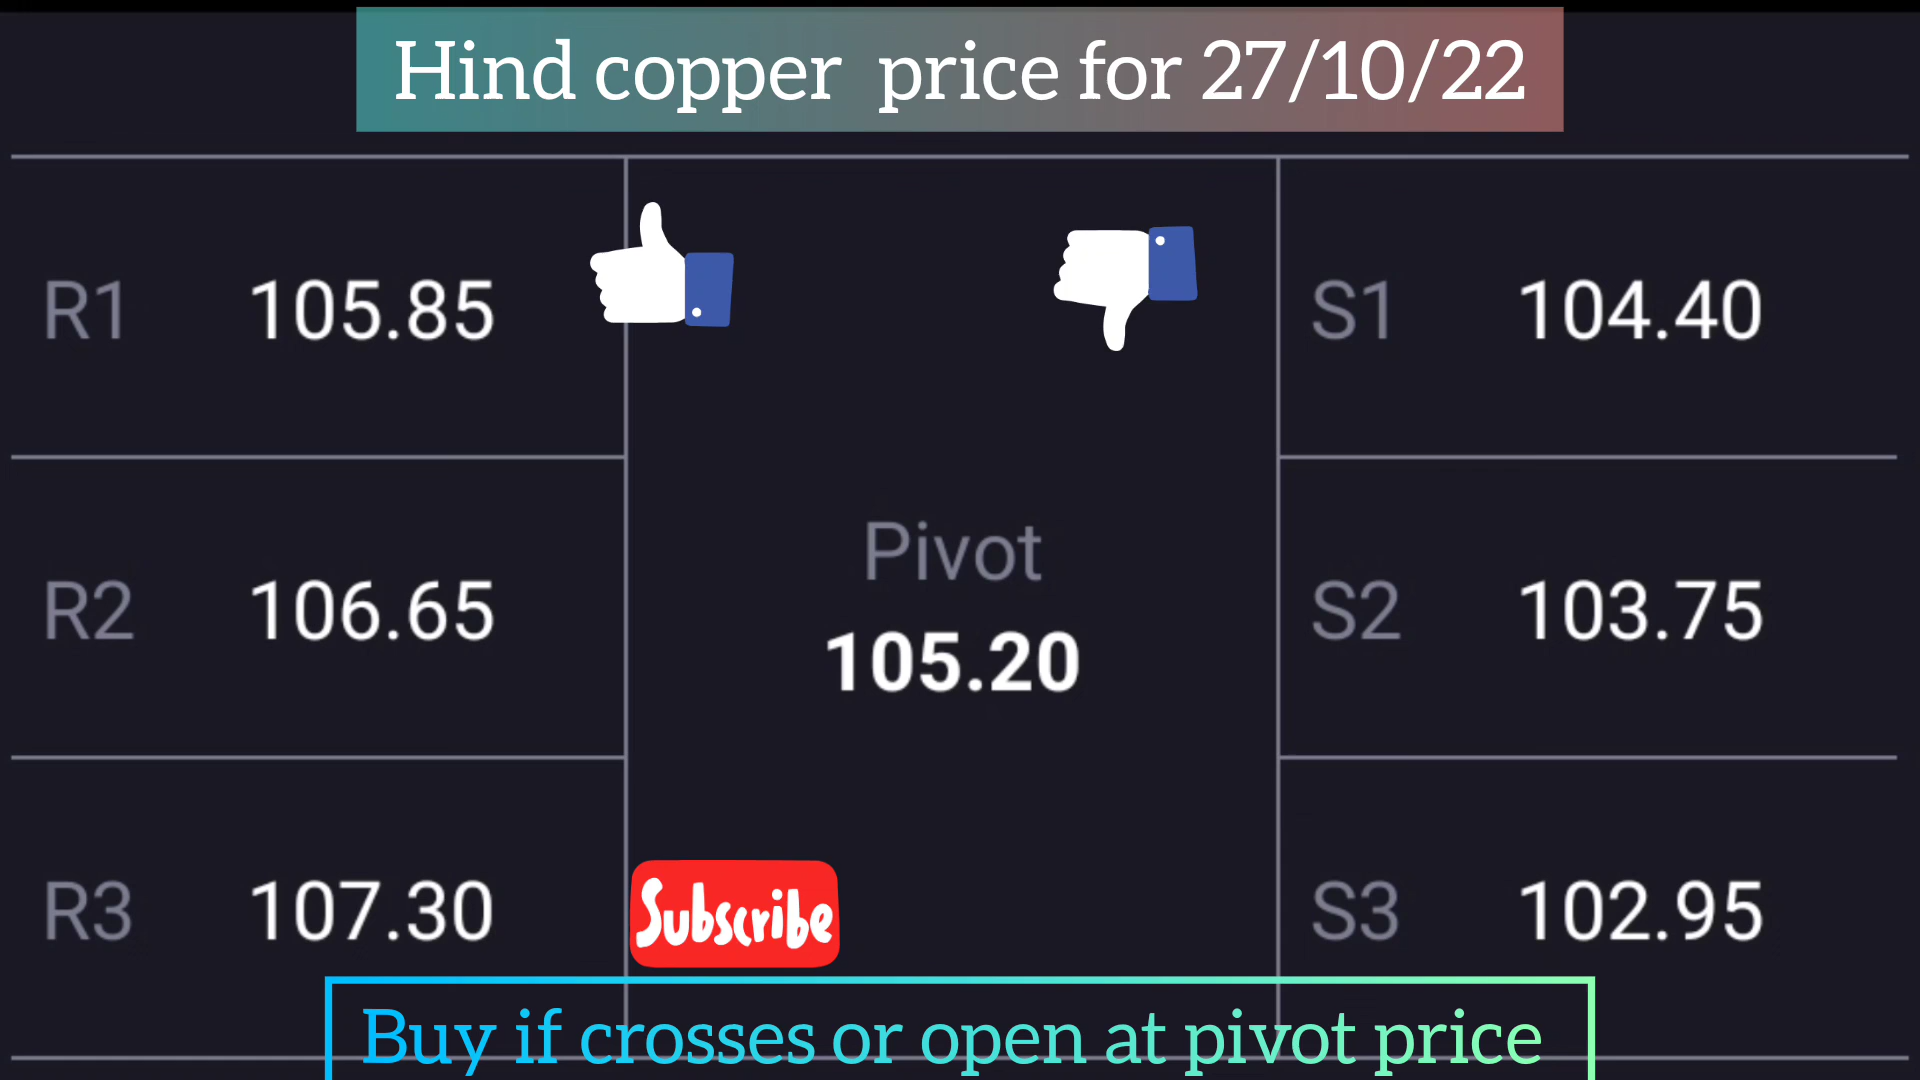 Hind copper price for 27/10/22
R1 105.85
S1 104.40
R2 106.65
Pivot
105.20
S2 103.75
R3 107.30
Subscribe
S3 102.95
Buy if crosses or open at pivot price